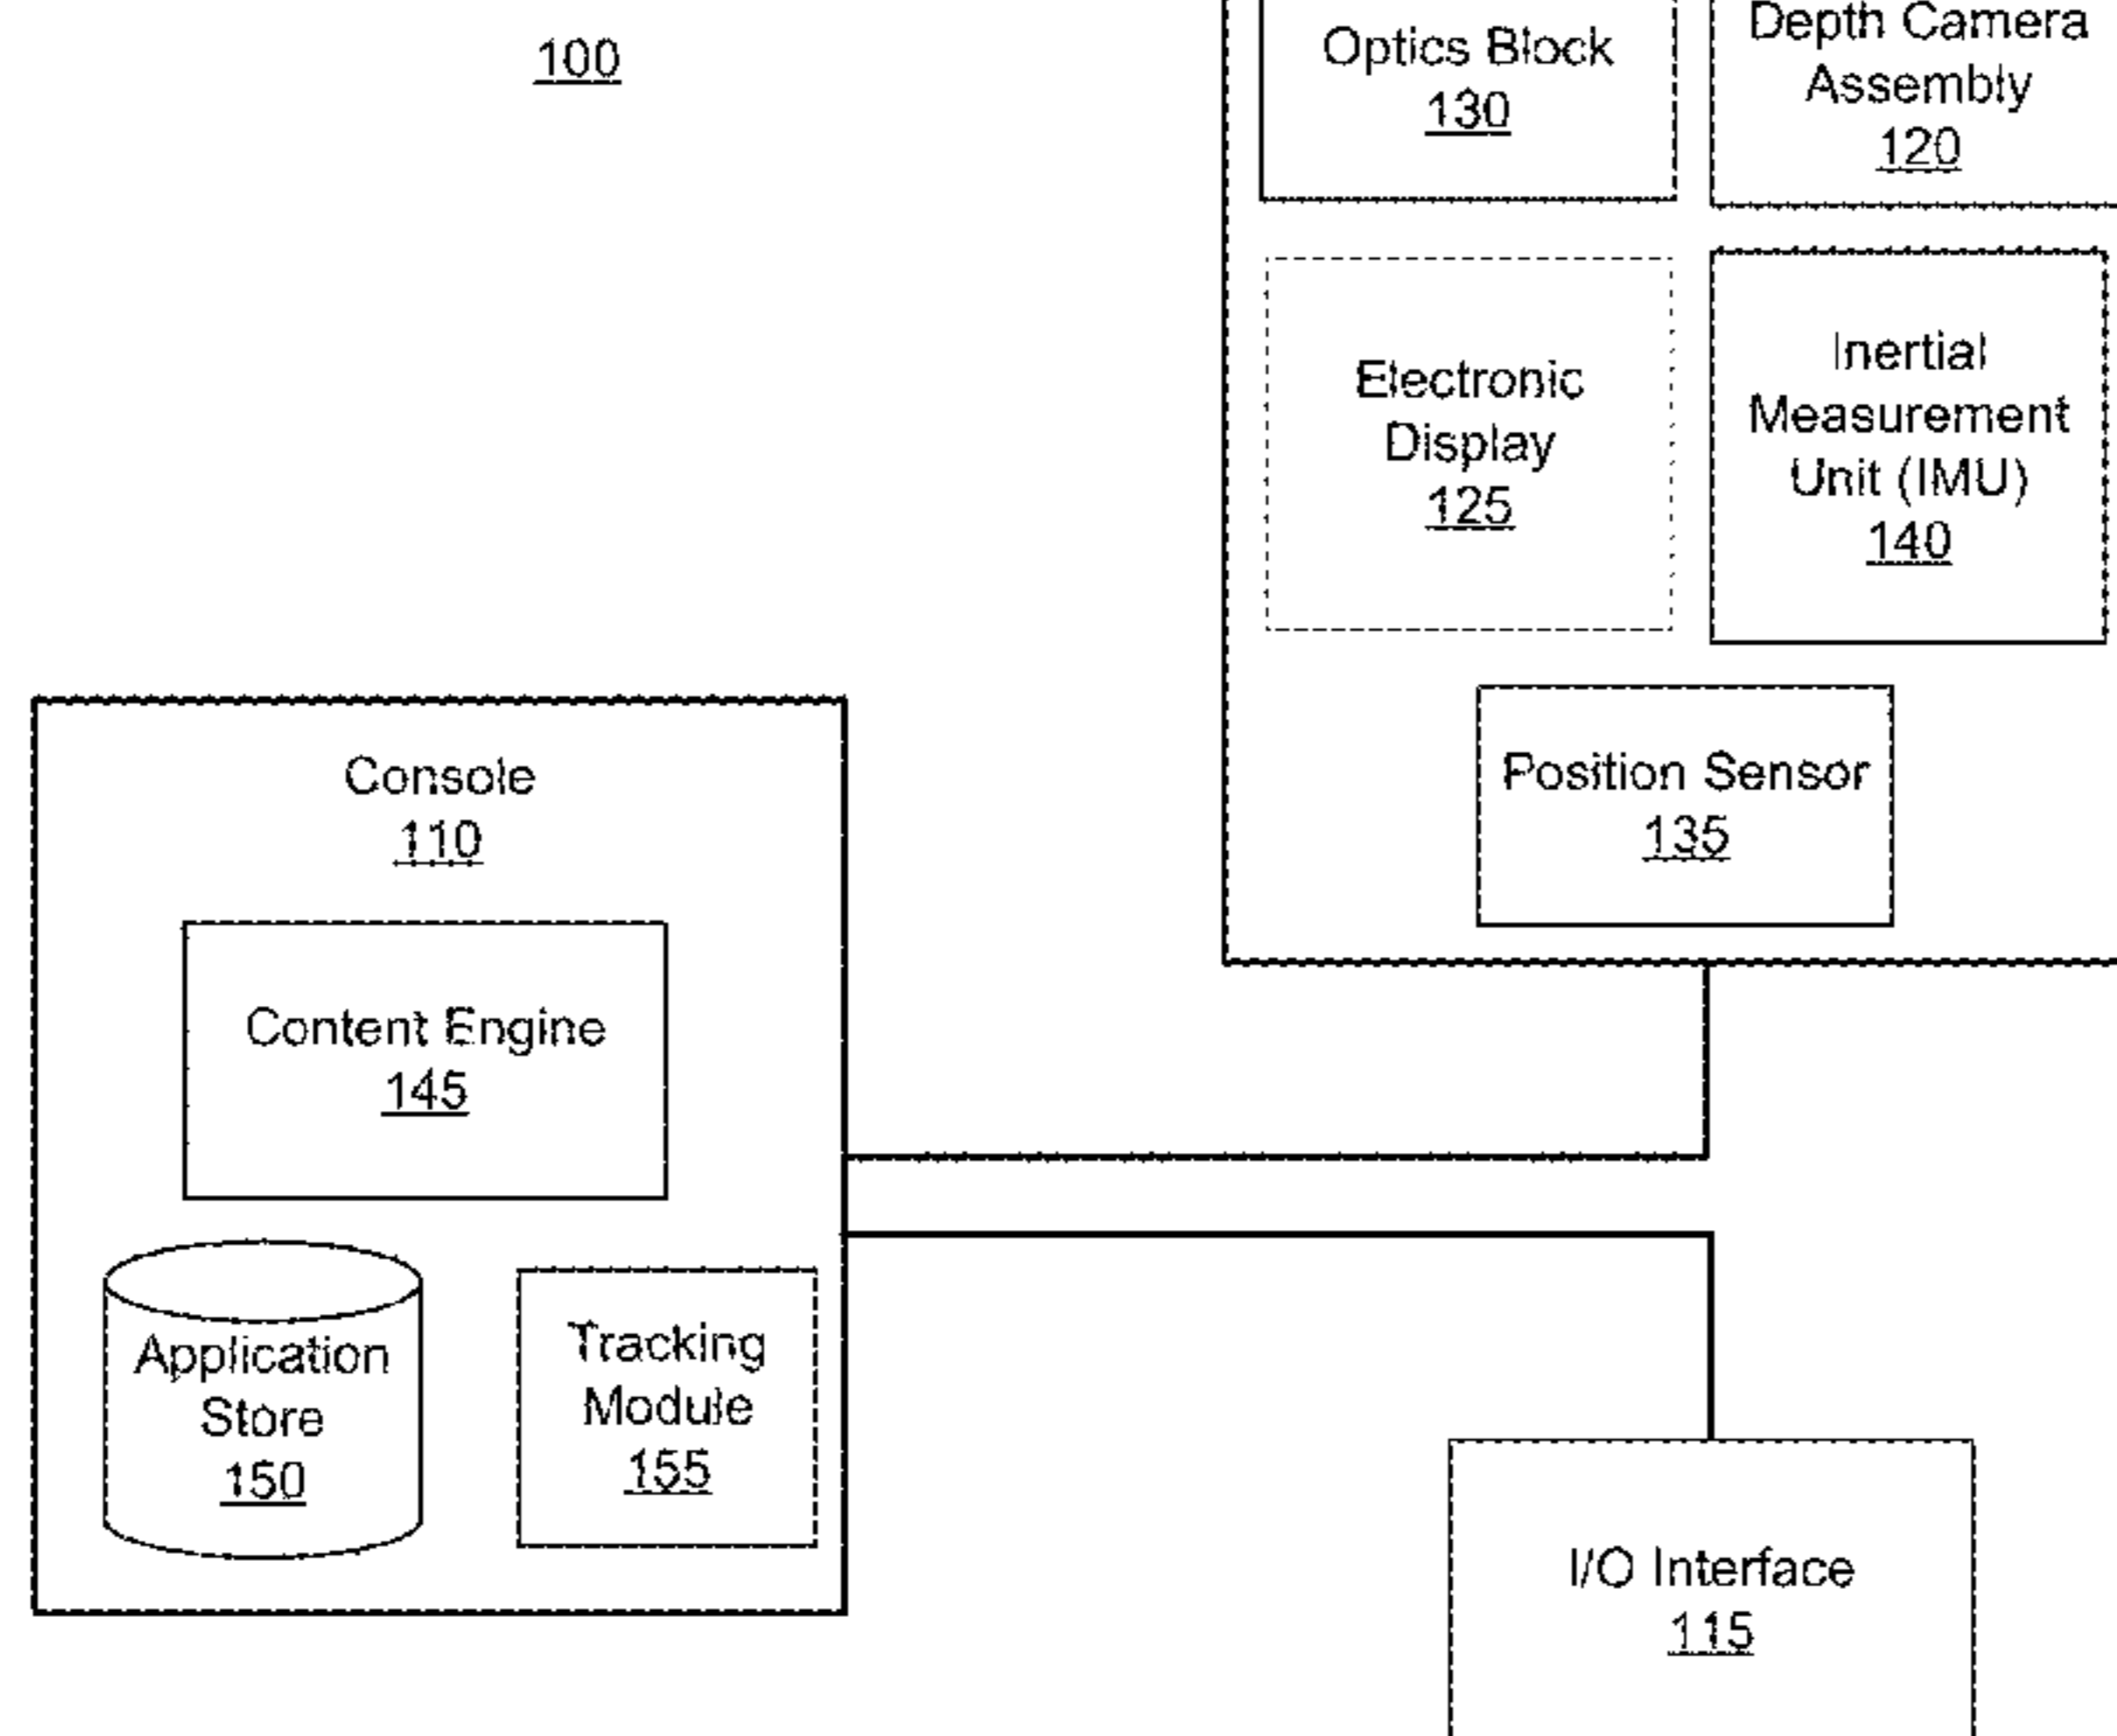 100
Optics Block
130
Depth Camera
Assembly
120
Electronic
Display
125
Inertial
Measurement
Unit (IMU)
140
Position Sensor
135
Console
110
Content Engine
145
Application
Store
150
Tracking
Module
155
I/O Interface
115